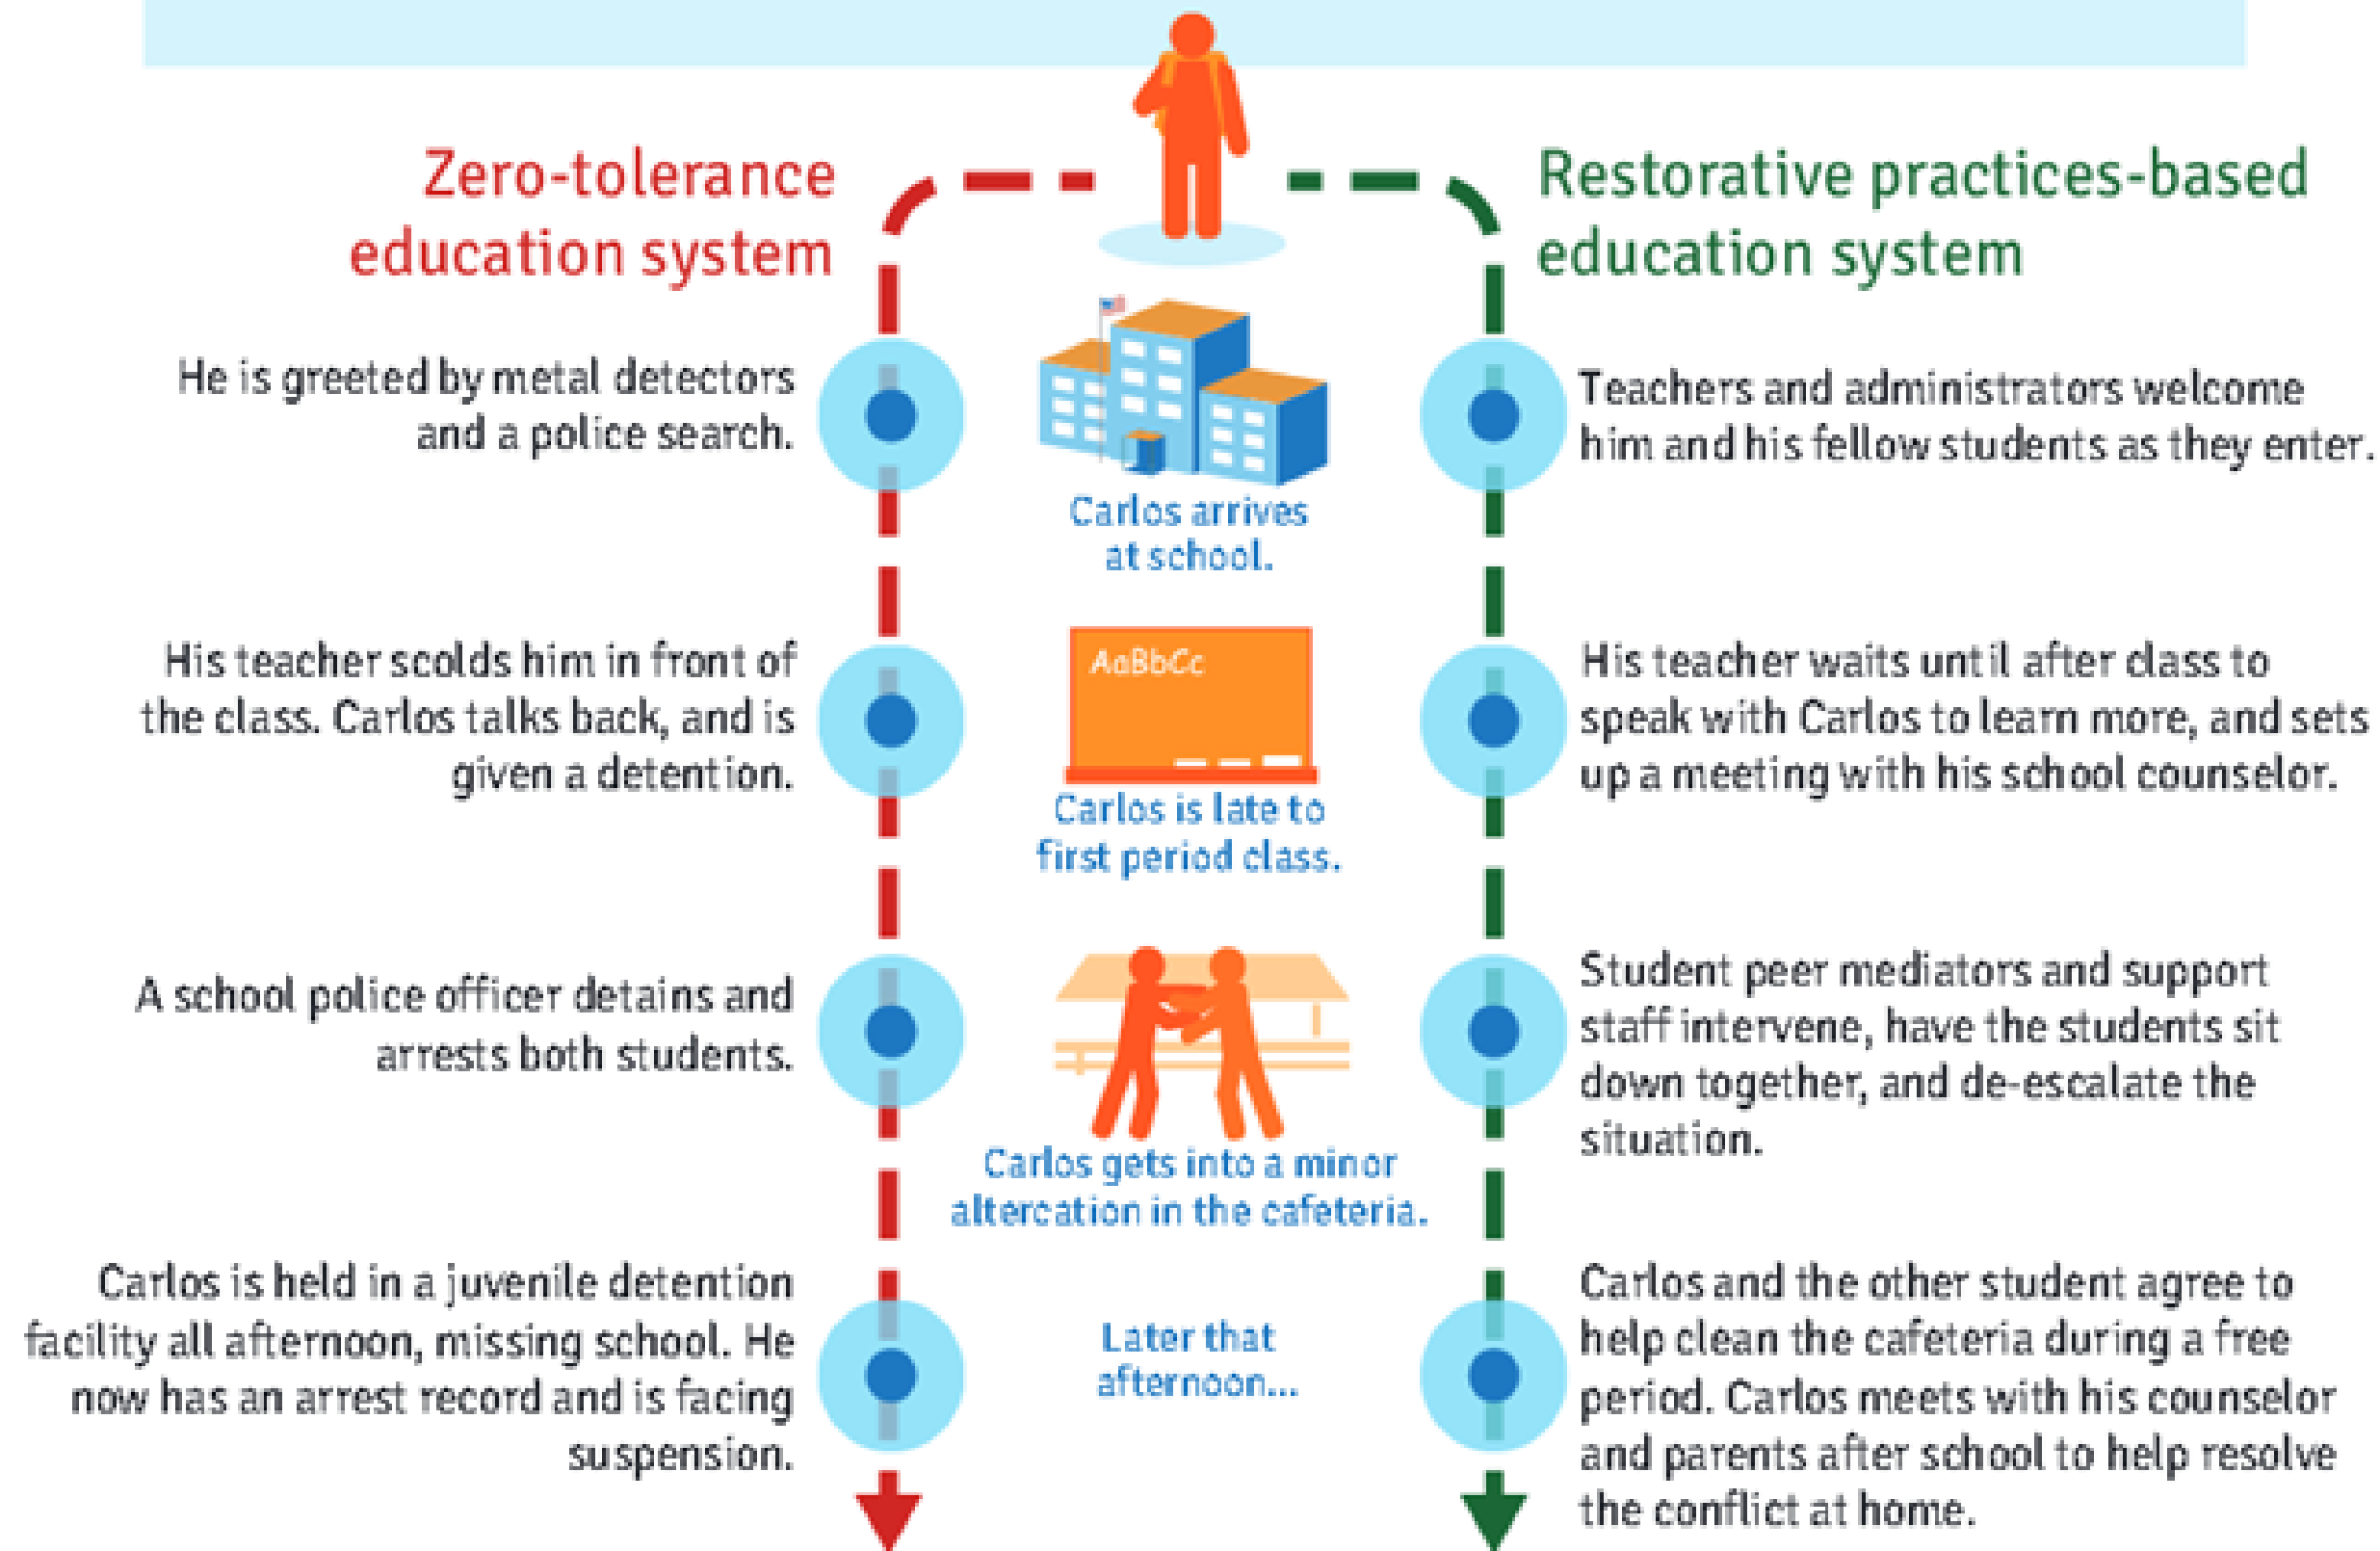 Zero-tolerance
education system
Restorative practices-based
education system
He is greeted by metal detectors
and a police search.
Carlos arrives
at school.
Teachers and administrators welcome
him and his fellow students as they enter.
His teacher scolds him in front of
the class. Carlos talks back, and is
given a detention.
AaBbCc
Carlos is late to
first period class.
His teacher waits until after class to
speak with Carlos to learn more, and sets
up a meeting with his school counselor.
A school police officer detains and
arrests both students.
Carlos gets into a minor
altercation in the cafeteria.
Student peer mediators and support
staff intervene, have the students sit
down together, and de-escalate the
situation.
Carlos is held in a juvenile detention
facility all afternoon, missing school. He
now has an arrest record and is facing
suspension.
Later that
afternoon...
Carlos and the other student agree to
help clean the cafeteria during a free
period. Carlos meets with his counselor
and parents after school to help resolve
the conflict at home.